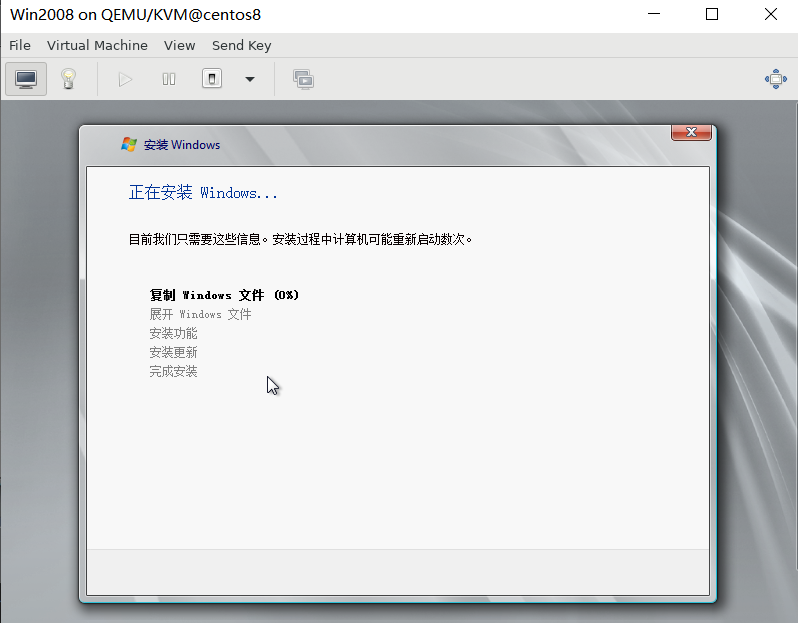 Win2008 on QEMU/KVM@centos8
File Virtual Machine View Send Key
安装 Windows
正在安装 Windows...
目前我们只需要这些信息。安装过程中计算机可能重新启动数次。
复制 Windows 文件 (0%)
展开 Windows 文件
安装功能
安装更新
完成安装